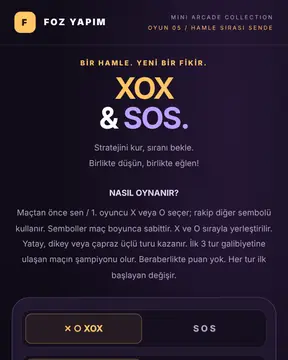 F
FOZ YAPIM
MINI ARCADE COLLECTION
OYUN 05 / HAMLE SIRASI SENDE
BİR HAMLE. YENİ BİR FİKİR.
XOX
& SOS.
Stratejini kur, sıranı bekle.
Birlikte düşün, birlikte eğlen!
NASIL OYNANIR?
Maçtan önce sen / 1. oyuncu X veya O seçer; rakip diğer sembolü
kullanır. Semboller maç boyunca sabittir. X ve O sırayla yerleştirilir.
Yatay, dikey veya çapraz üçlü turu kazanır. İlk 3 tur galibiyetine
ulaşan maçın şampiyonu olur. Beraberlikte puan yok. Her tur ilk
başlayan değişir.
× O XOX
SOS